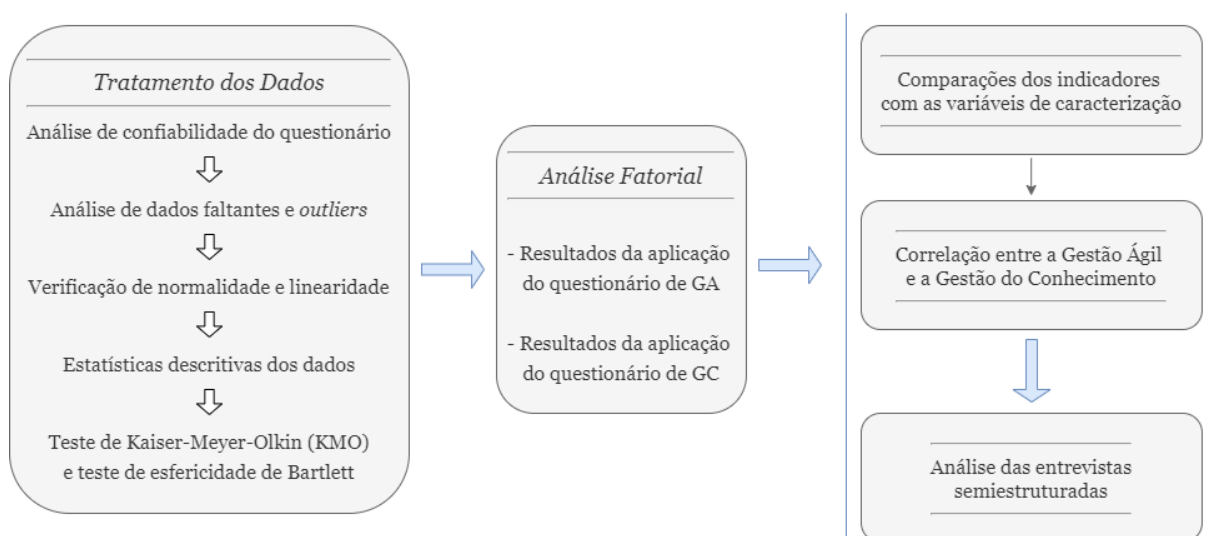 Tratamento dos Dados
Análise de confiabilidade do questionário
Análise de dados faltantes e outliers
Verificação de normalidade e linearidade
Estatísticas descritivas dos dados
Teste de Kaiser-Meyer-Olkin (KMO)
e teste de esfericidade de Bartlett
Análise Fatorial
- Resultados da aplicação
do questionário de GA
- Resultados da aplicação
do questionário de GC
Comparações dos indicadores
com as variáveis de caracterização
Correlação entre a Gestão Ágil
e a Gestão do Conhecimento
Análise das entrevistas
semiestruturadas